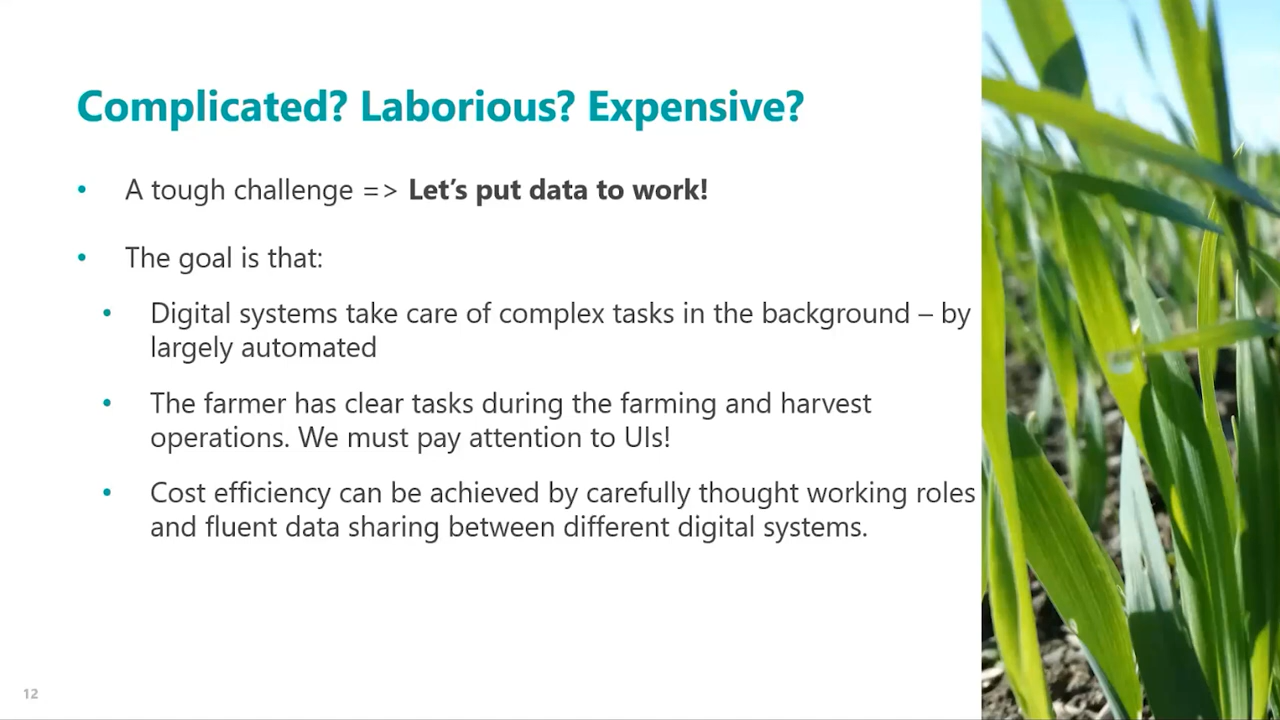 Complicated? Laborious? Expensive?
• A tough challenge => Let's put data to work!
• The goal is that:
• Digital systems take care of complex tasks in the background – by
largely automated
• The farmer has clear tasks during the farming and harvest
operations. We must pay attention to UIs!
• Cost efficiency can be achieved by carefully thought working roles
and fluent data sharing between different digital systems.
12